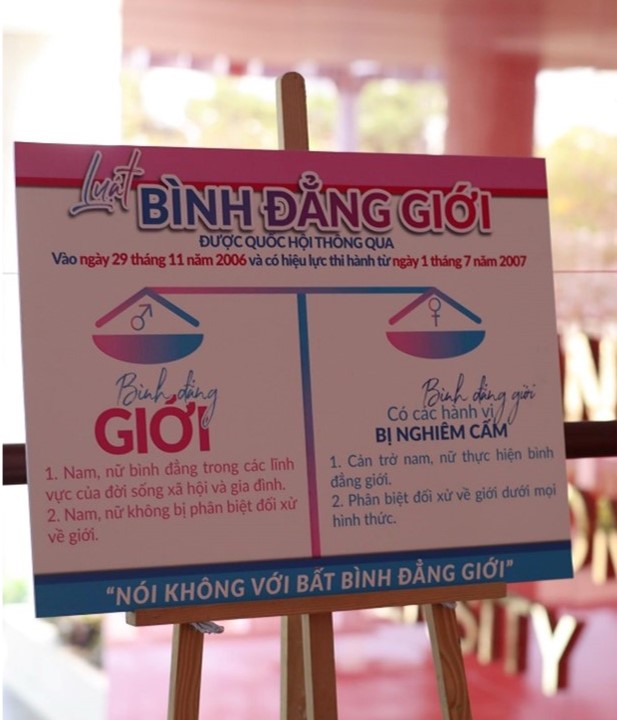 Luật BÌNH ĐẲNG GIỚI
ĐƯỢC QUỐC HỘI THÔNG QUA
Vào ngày 29 tháng 11 năm 2006 và có hiệu lực thi hành từ ngày 1 tháng 7 năm 2007
Bình đẳng
GIỚI
1. Nam, nữ bình đẳng trong các lĩnh
vực của đời sống xã hội và gia đình.
2. Nam, nữ không bị phân biệt đối xử
về giới.
Bình đẳng giới
Có các hành vi
BỊ NGHIÊM CẤM
1. Cản trở nam, nữ thực hiện bình
đẳng giới.
2. Phân biệt đối xử về giới dưới mọi
hình thức.
“NÓI KHÔNG VỚI BẤT BÌNH ĐẲNG GIỚI”